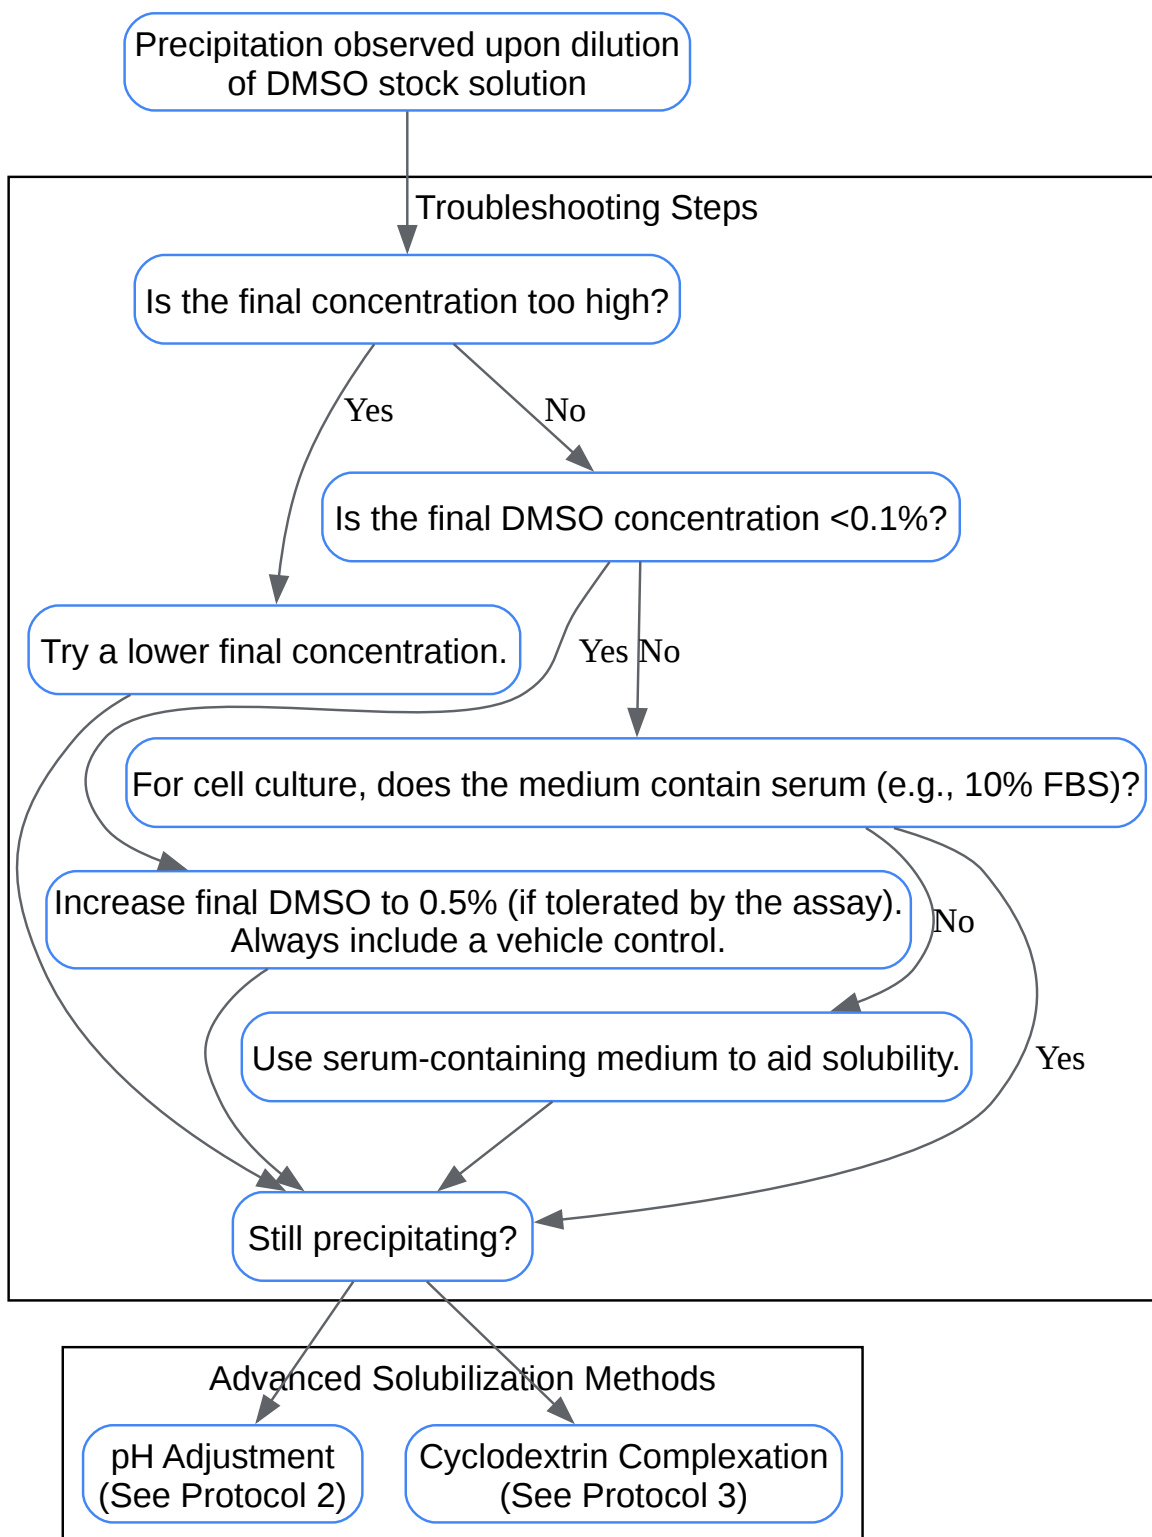 Precipitation observed upon dilution
of DMSO stock solution
Troubleshooting Steps
Is the final concentration too high?
Yes
No
Is the final DMSO concentration <0.1%?
Try a lower final concentration.
Yes
No
For cell culture, does the medium contain serum (e.g., 10% FBS)?
Increase final DMSO to 0.5% (if tolerated by the assay).
Always include a vehicle control.
No
Use serum-containing medium to aid solubility.
Yes
Still precipitating?
Advanced Solubilization Methods
pH Adjustment
(See Protocol 2)
Cyclodextrin Complexation
(See Protocol 3)